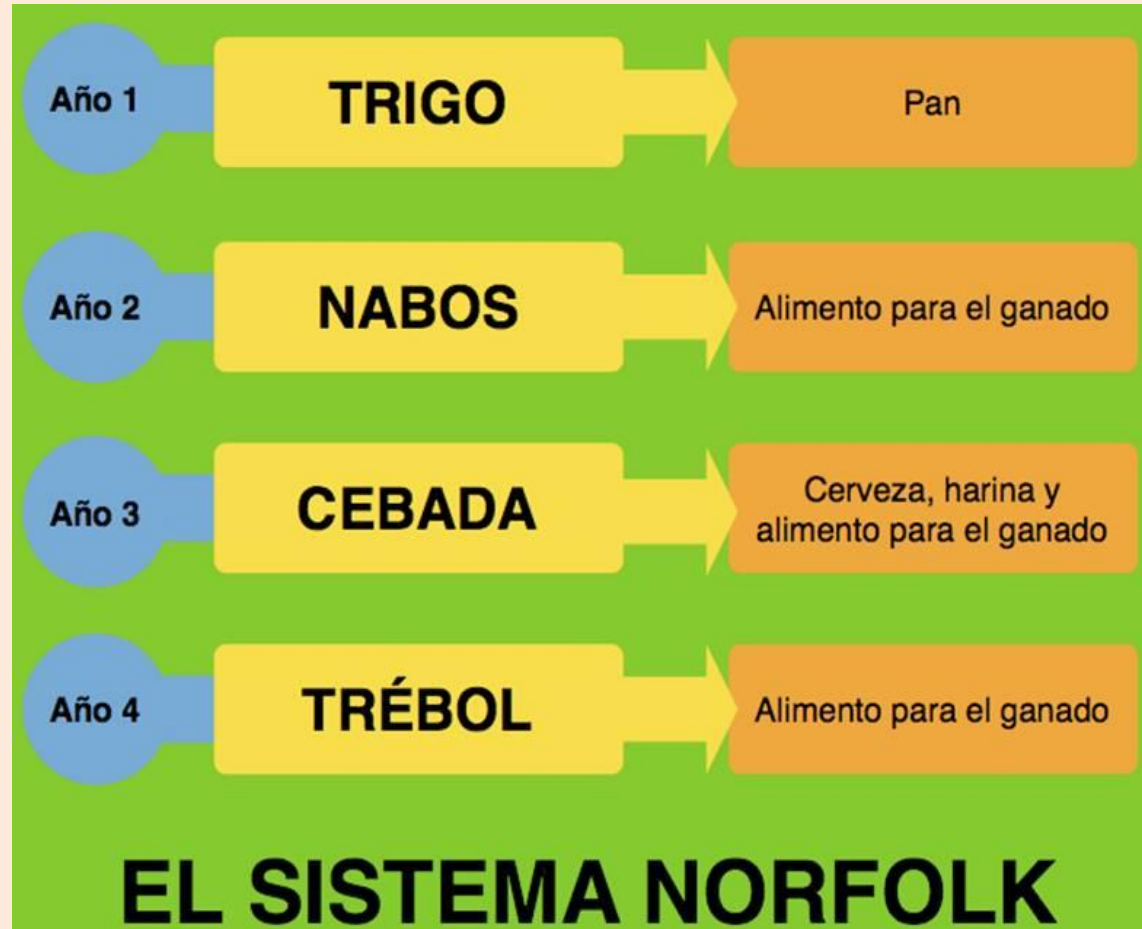 Año 1
TRIGO
Pan
Año 2
NABOS
Alimento para el ganado
Año 3
CEBADA
Cerveza, harina y
alimento para el ganado
Año 4
TRÉBOL
Alimento para el ganado
EL SISTEMA NORFOLK